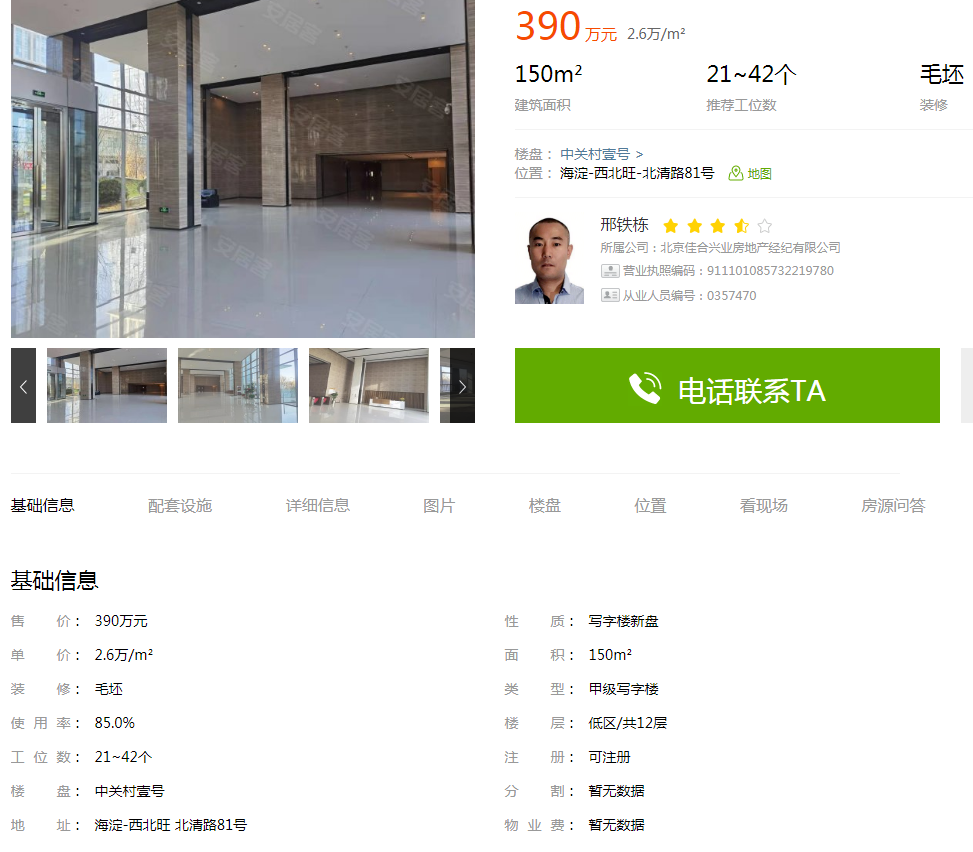 安居客
390 万元 2.6万/m²
150m² 21~42个 毛坯
建筑面积 推荐工位数 装修
楼盘： 中关村壹号 >
位置： 海淀-西北旺-北清路81号 地图
邢铁栋
所属公司：北京佳合兴业房地产经纪有限公司
营业执照编码：911101085732219780
从业人员编号：0357470
电话联系TA
基础信息 配套设施 详细信息 图片 楼盘 位置 看现场 房源问答
基础信息
售 价： 390万元 性 质： 写字楼新盘
单 价： 2.6万/m² 面 积： 150m²
装 修： 毛坯 类 型： 甲级写字楼
使 用 率： 85.0% 楼 层： 低区/共12层
工 位 数： 21~42个 注 册： 可注册
楼 盘： 中关村壹号 分 割： 暂无数据
地 址： 海淀-西北旺 北清路81号 物 业 费： 暂无数据